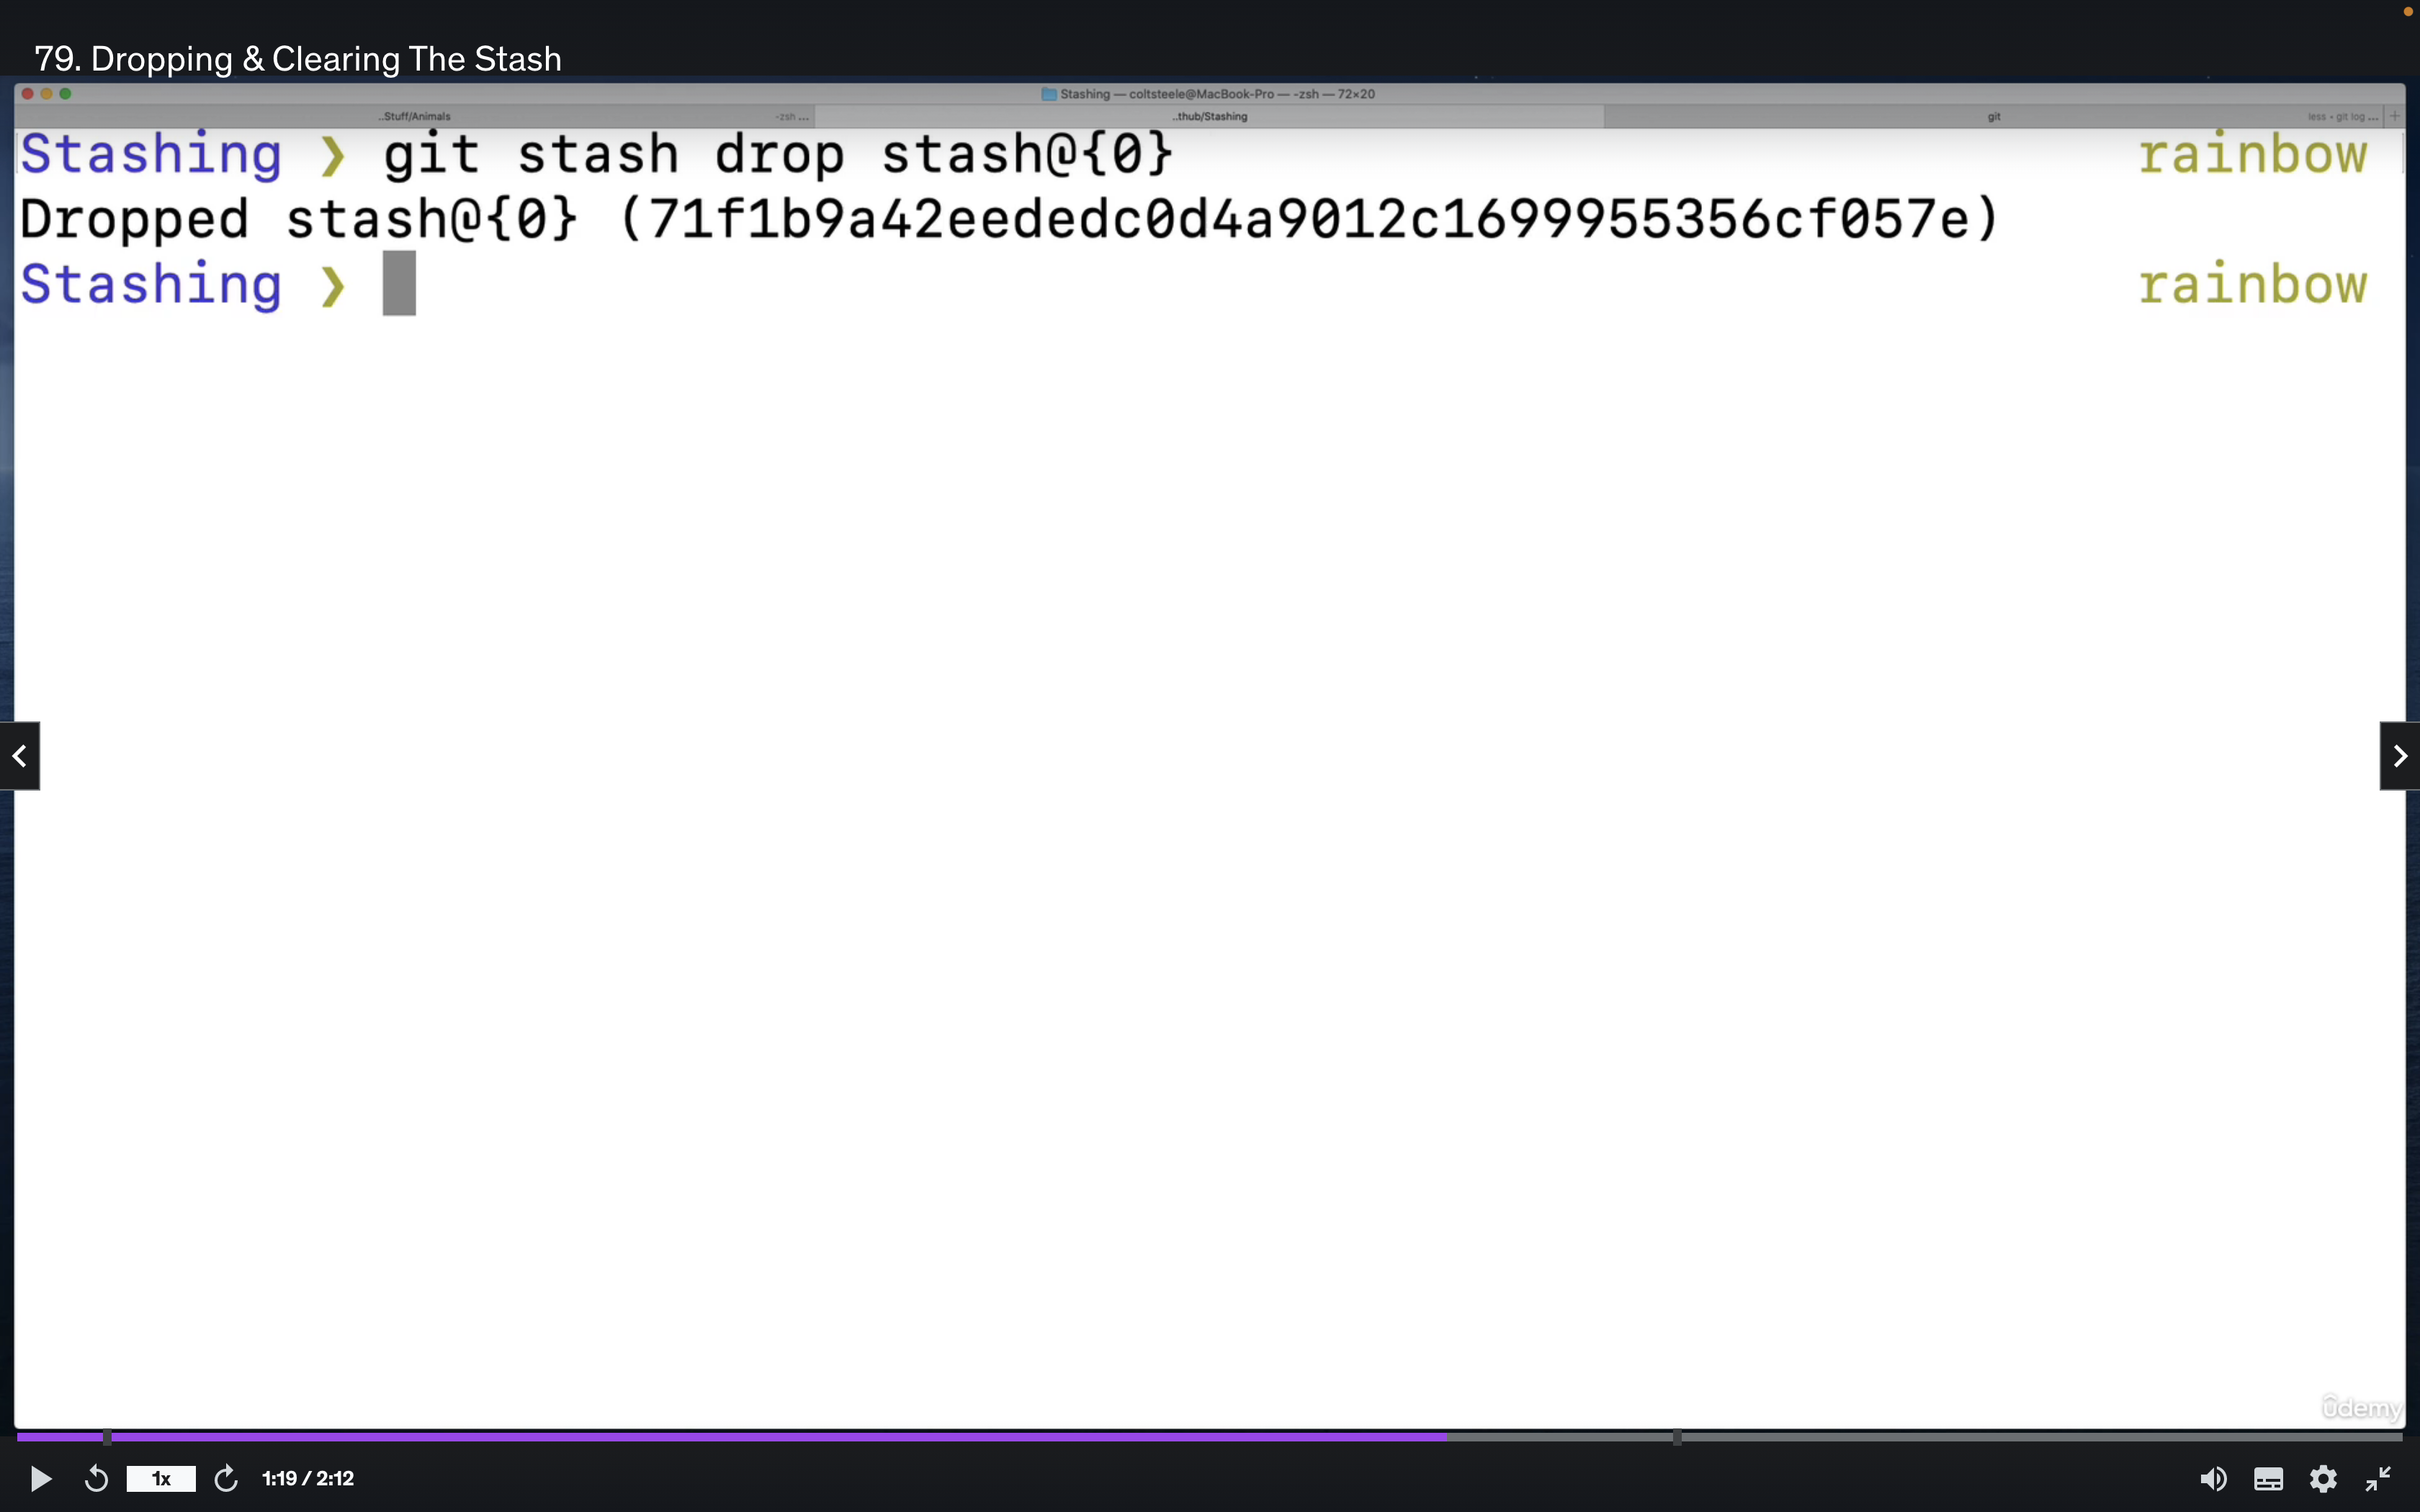 79. Dropping & Clearing The Stash
Stashing — coltsteele@MacBook-Pro — -zsh — 72×20
..Stuff/Animals -zsh ... ..thub/Stashing git less • git log ... +
Stashing ❯ git stash drop stash@{0} rainbow
Dropped stash@{0} (71f1b9a42eededc0d4a9012c1699955356cf057e)
Stashing ❯ rainbow
ûdemy
1x 1:19 / 2:12